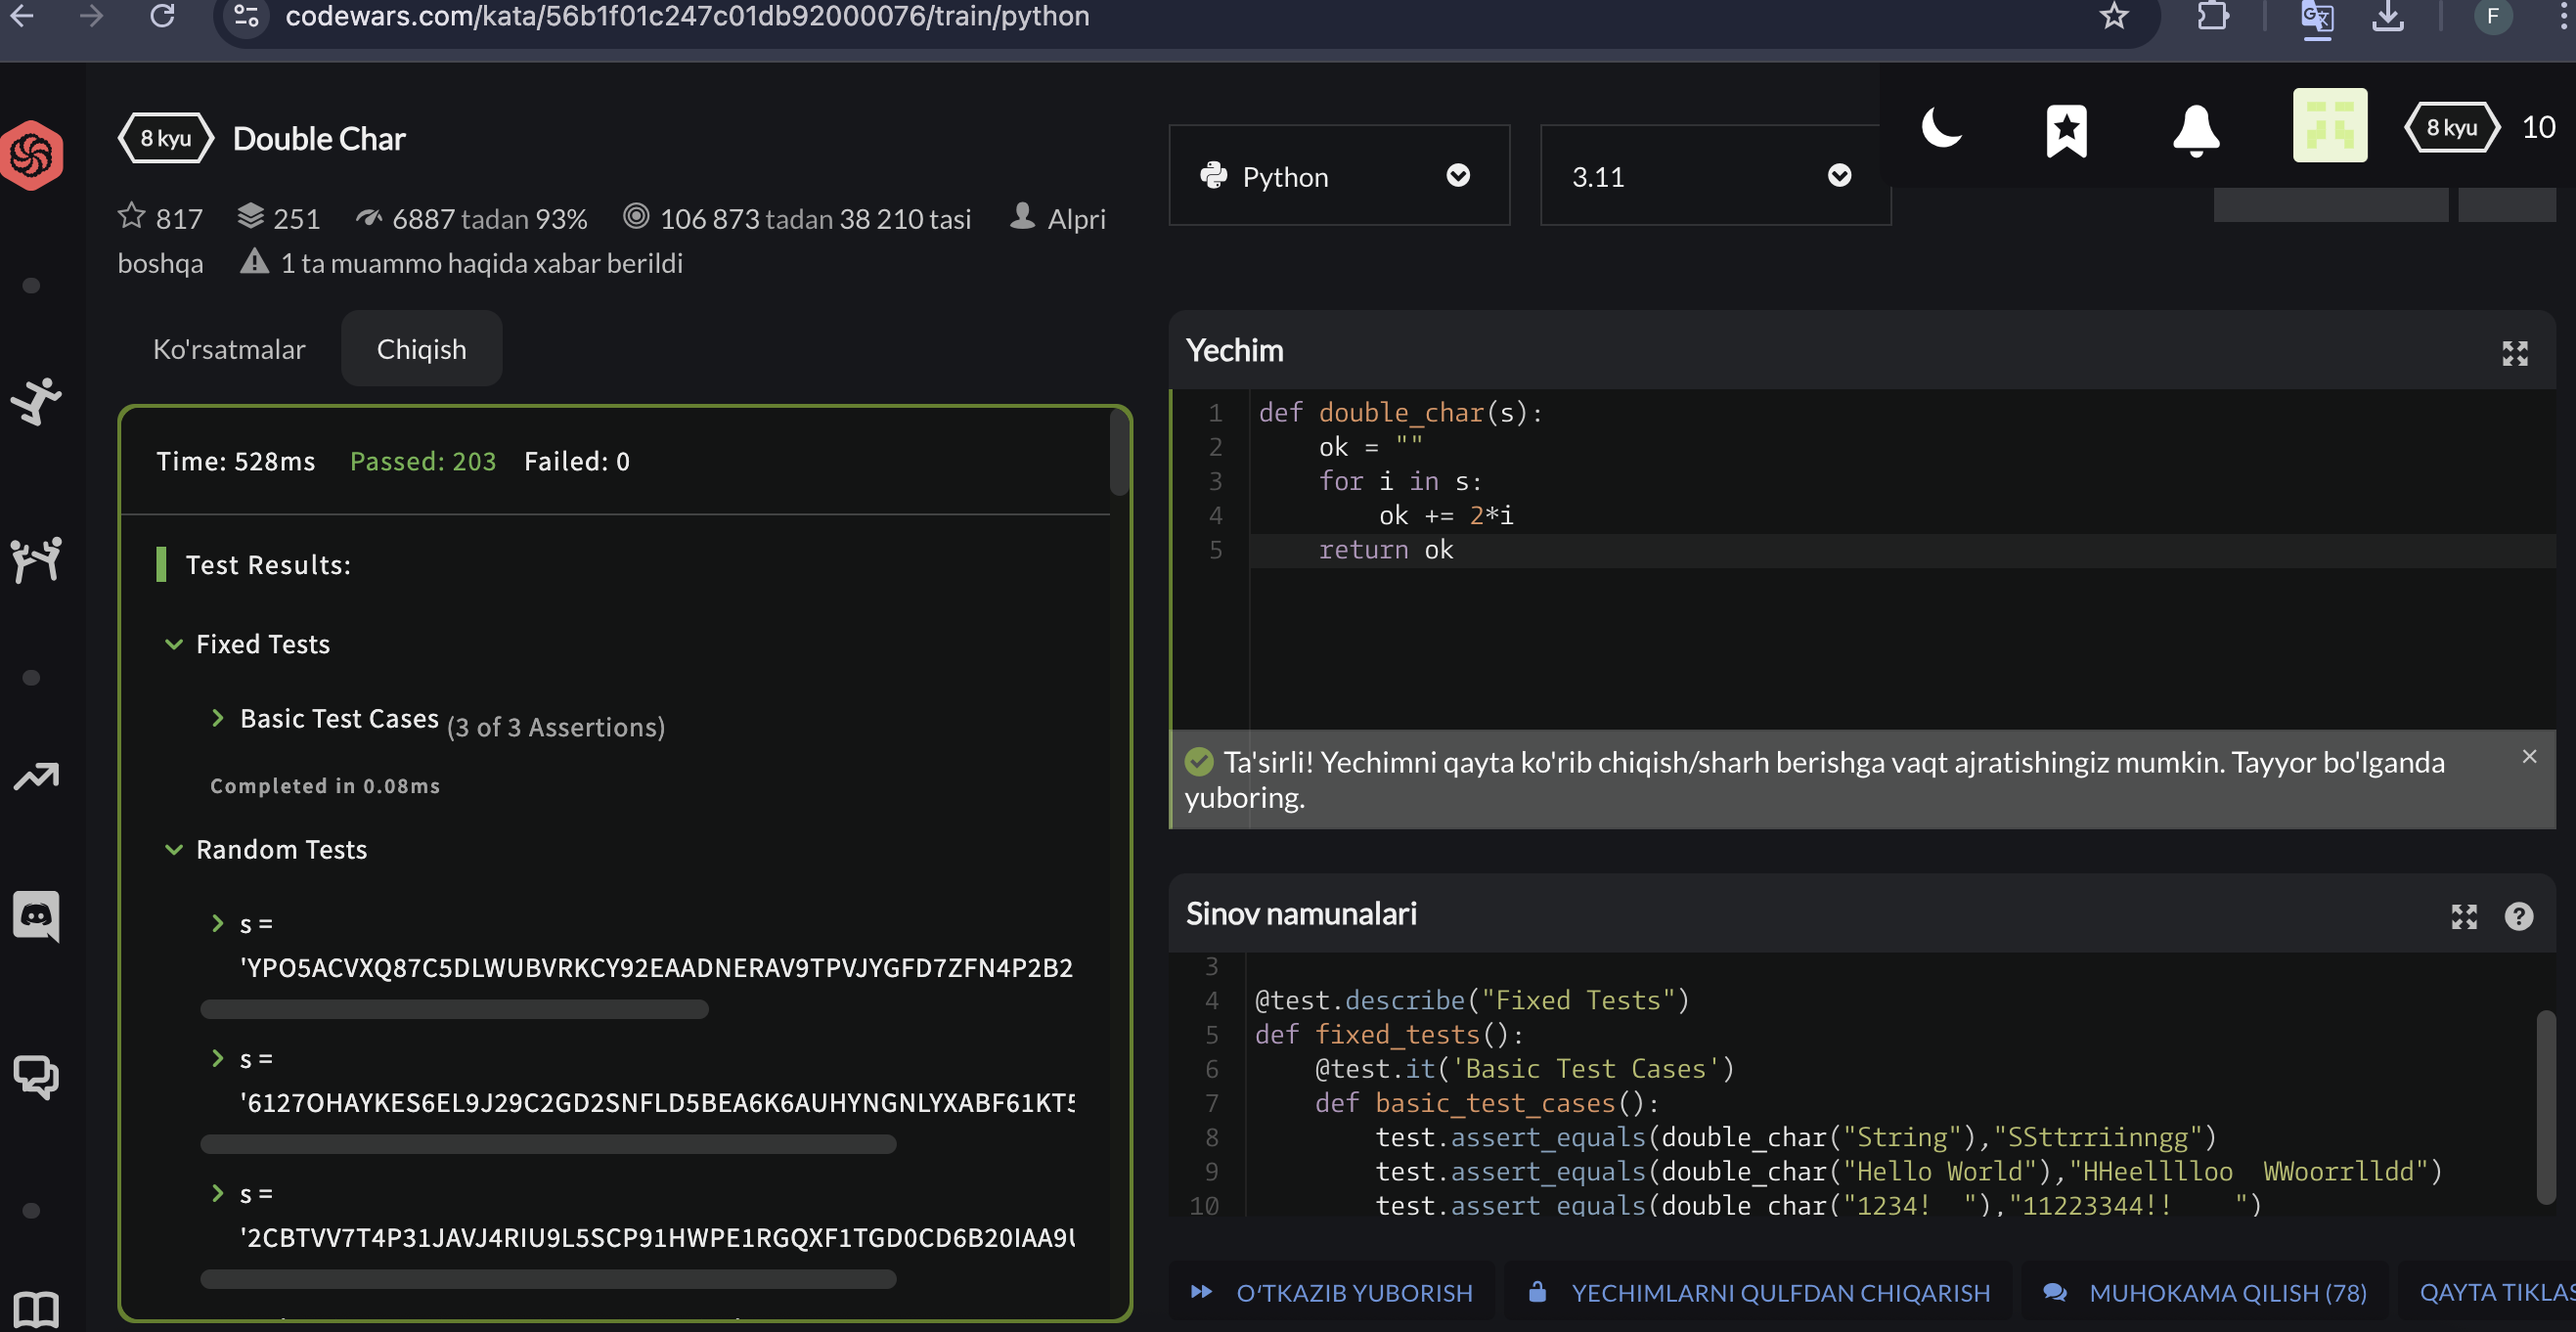 codewars.com/kata/56b1f01c247c01db92000076/train/python
F
8 kyu Double Char
817 251 6887 tadan 93% 106 873 tadan 38 210 tasi Alpri
boshqa 1 ta muammo haqida xabar berildi
Python
3.11
8 kyu 10
Ko'rsatmalar
Chiqish
Time: 528ms Passed: 203 Failed: 0
Test Results:
Fixed Tests
Basic Test Cases (3 of 3 Assertions)
Completed in 0.08ms
Random Tests
s =
'YPO5ACVXQ87C5DLWUBVRKCY92EAADNERAV9TPVJYGFD7ZFN4P2B2
s =
'6127OHAYKES6EL9J29C2GD2SNFLD5BEA6K6AUHYNGNLYXABF61KT5
s =
'2CBTVV7T4P31JAVJ4RIU9L5SCP91HWPE1RGQXF1TGD0CD6B20IAA9U
Yechim
1 def double_char(s):
2     ok = ""
3     for i in s:
4         ok += 2*i
5     return ok
Ta'sirli! Yechimni qayta ko'rib chiqish/sharh berishga vaqt ajratishingiz mumkin. Tayyor bo'lganda
yuboring.
Sinov namunalari
3
4 @test.describe("Fixed Tests")
5 def fixed_tests():
6     @test.it('Basic Test Cases')
7     def basic_test_cases():
8         test.assert_equals(double_char("String"),"SSttrriinngg")
9         test.assert_equals(double_char("Hello World"),"HHeelllloo  WWoorrlldd")
10         test.assert_equals(double_char("1234!  "),"11223344!!    ")
O'TKAZIB YUBORISH
YECHIMLARNI QULFDAN CHIQARISH
MUHOKAMA QILISH (78)
QAYTA TIKLAS